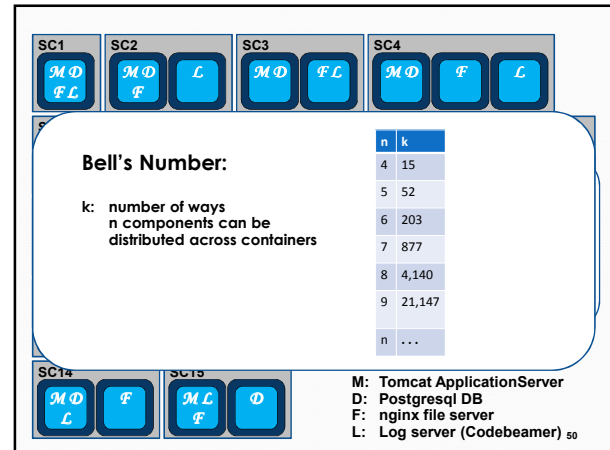 SC1 SC2 SC3 SC4
M D M D L M D F L M D F L
F L F
Bell's Number:
k: number of ways
n components can be
distributed across containers
n k
4 15
5 52
6 203
7 877
8 4,140
9 21,147
n ...
SC14 SC15
M D F M L D
L F
M: Tomcat ApplicationServer
D: Postgresql DB
F: nginx file server
L: Log server (Codebeamer) 50